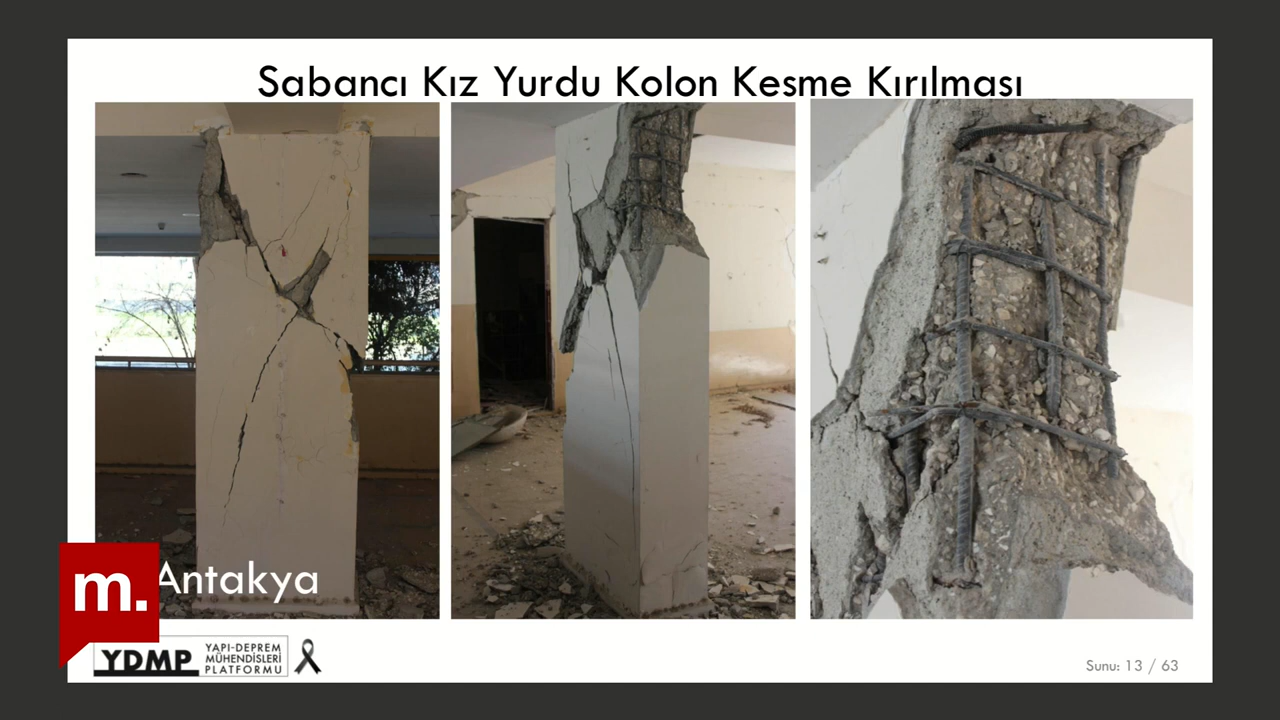 Sabancı Kız Yurdu Kolon Kesme Kırılması
m.
Antakya
YDMP
YAPI-DEPREM
MÜHENDİSLERİ
PLATFORMU
Sunu: 13 / 63